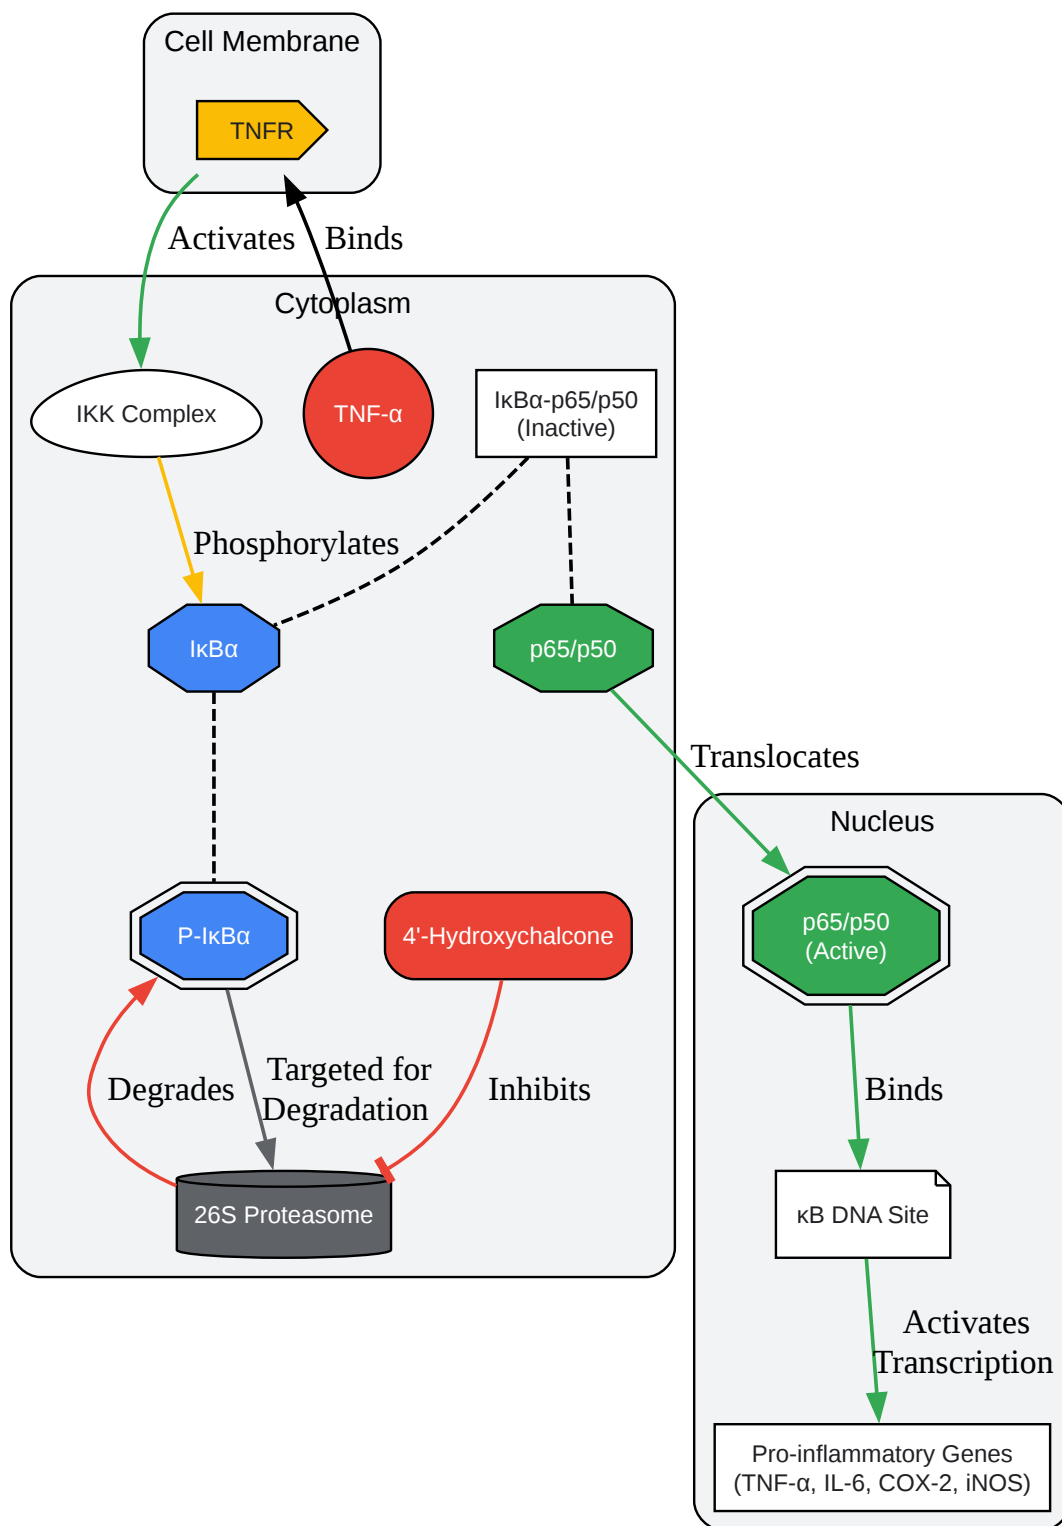 Cell Membrane
TNFR
Activates
Binds
Cytoplasm
IKK Complex
TNF-α
IκBα-p65/p50
(Inactive)
Phosphorylates
IκBα
p65/p50
Translocates
Nucleus
P-IκBα
4'-Hydroxychalcone
p65/p50
(Active)
Degrades
Targeted for
Degradation
Inhibits
Binds
26S Proteasome
κB DNA Site
Activates
Transcription
Pro-inflammatory Genes
(TNF-α, IL-6, COX-2, iNOS)